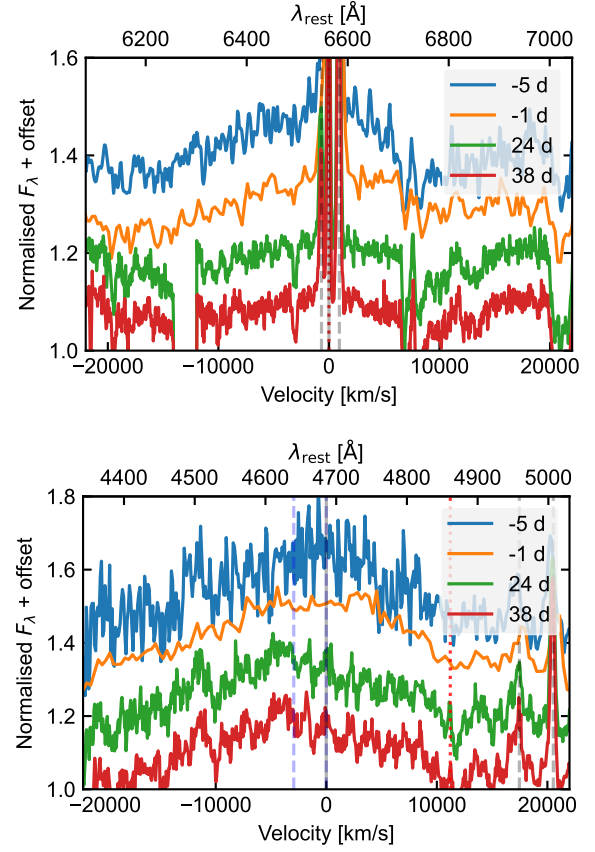 λrest [Å]
6200 6400 6600 6800 7000
1.6
1.4
1.2
1.0
Normalised Fλ + offset
-5 d
-1 d
24 d
38 d
−20000 −10000 0 10000 20000
Velocity [km/s]
λrest [Å]
4400 4500 4600 4700 4800 4900 5000
1.8
1.6
1.4
1.2
1.0
Normalised Fλ + offset
-5 d
-1 d
24 d
38 d
−20000 −10000 0 10000 20000
Velocity [km/s]